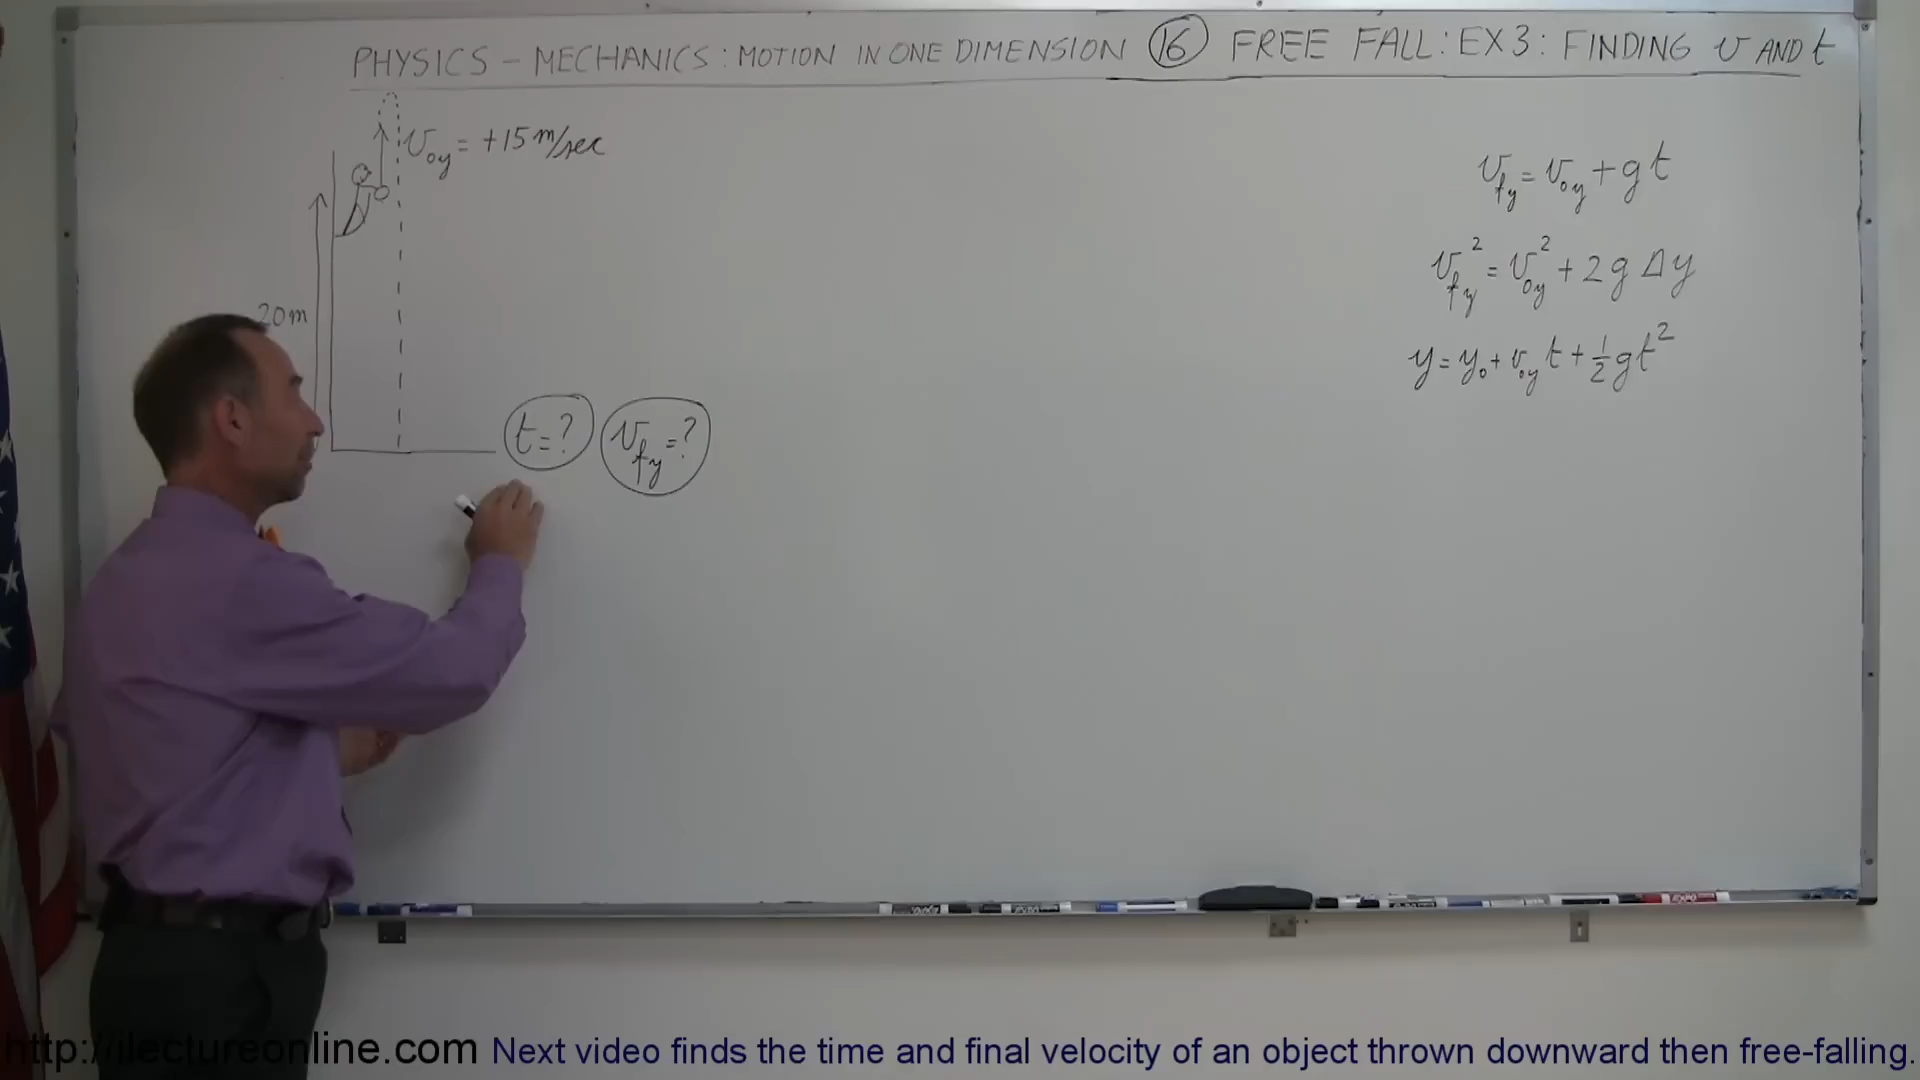 PHYSICS - MECHANICS: MOTION IN ONE DIMENSION 16 FREE FALL: EX 3: FINDING v AND t
v_oy = +15 m/sec
20m
t = ?
v_fy = ?
v_fy = v_oy + g t
v_fy² = v_oy² + 2 g Δy
y = y_o + v_oy t + ½ g t²
http://ilectureonline.com Next video finds the time and final velocity of an object thrown downward then free-falling.